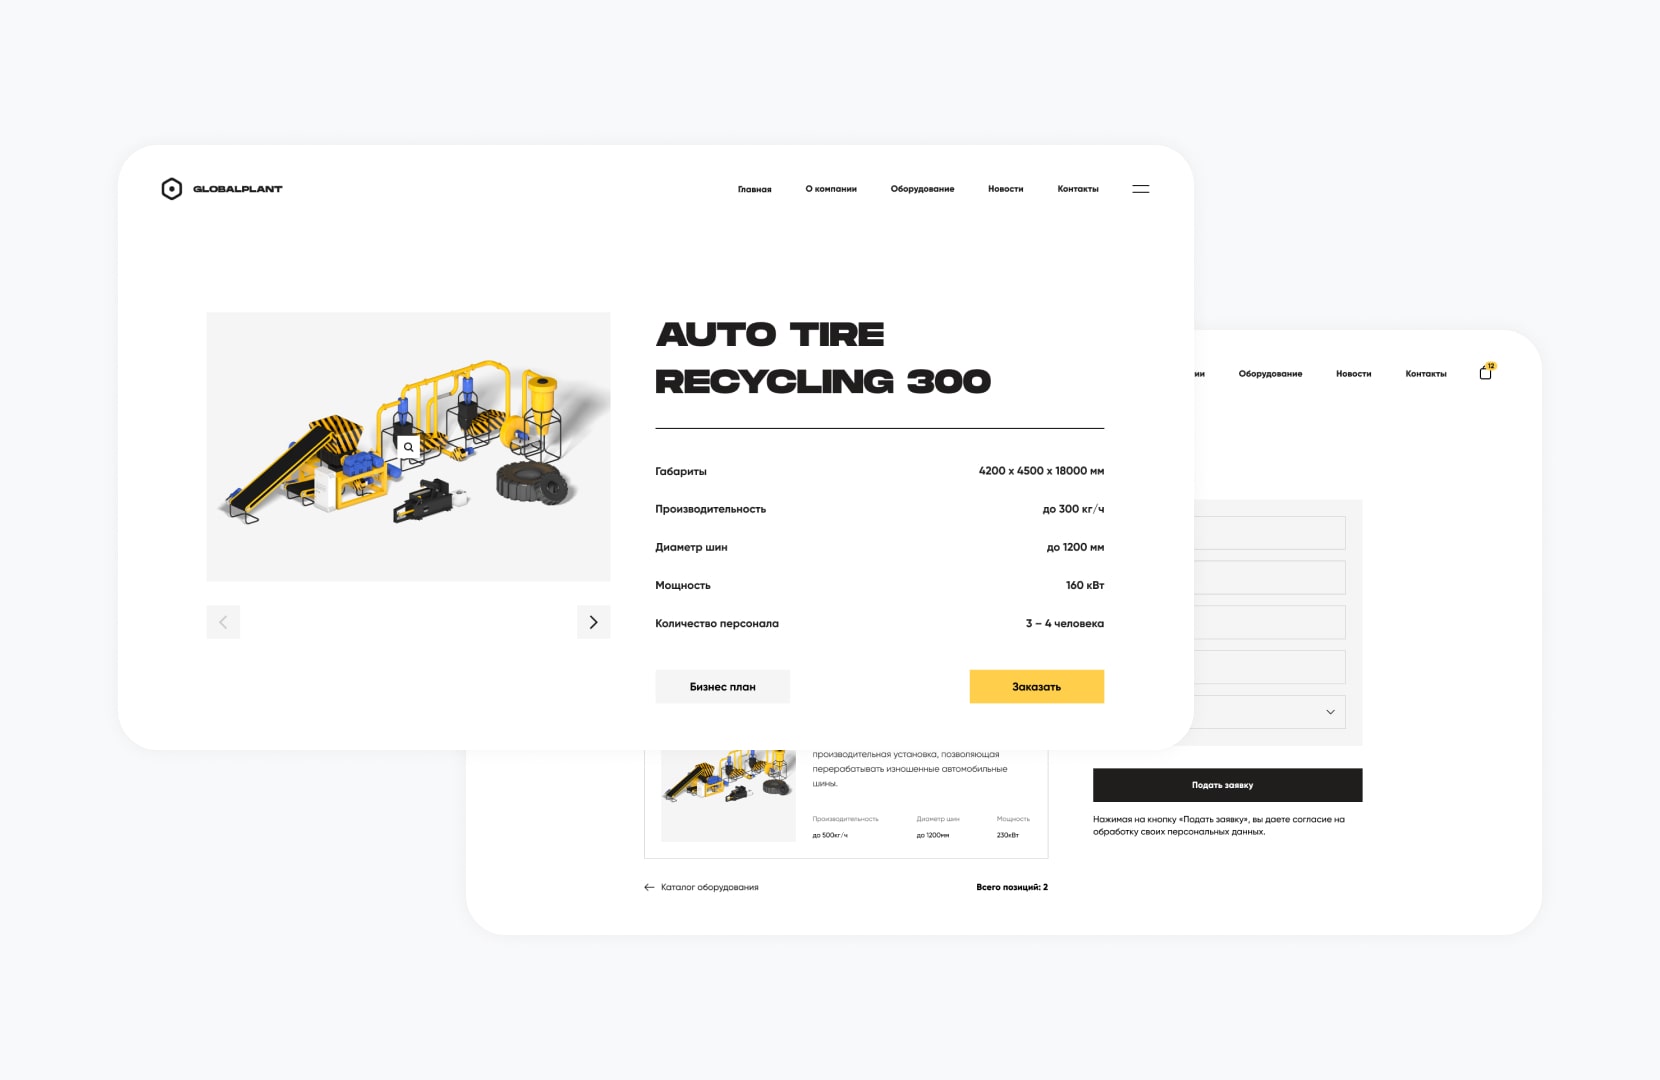 GLOBALPLANT
Главная
О компании
Оборудование
Новости
Контакты
AUTO TIRE
RECYCLING 300
Габариты 4200 x 4500 x 18000 мм
Производительность до 300 кг/ч
Диаметр шин до 1200 мм
Мощность 160 кВт
Количество персонала 3 – 4 человека
Бизнес план
Заказать
ии
Оборудование
Новости
Контакты
12
производительная установка, позволяющая
перерабатывать изношенные автомобильные
шины.
Производительность Диаметр шин Мощность
до 500кг/ч до 1200мм 230кВт
Каталог оборудования
Всего позиций: 2
Подать заявку
Нажимая на кнопку «Подать заявку», вы даете согласие на
обработку своих персональных данных.